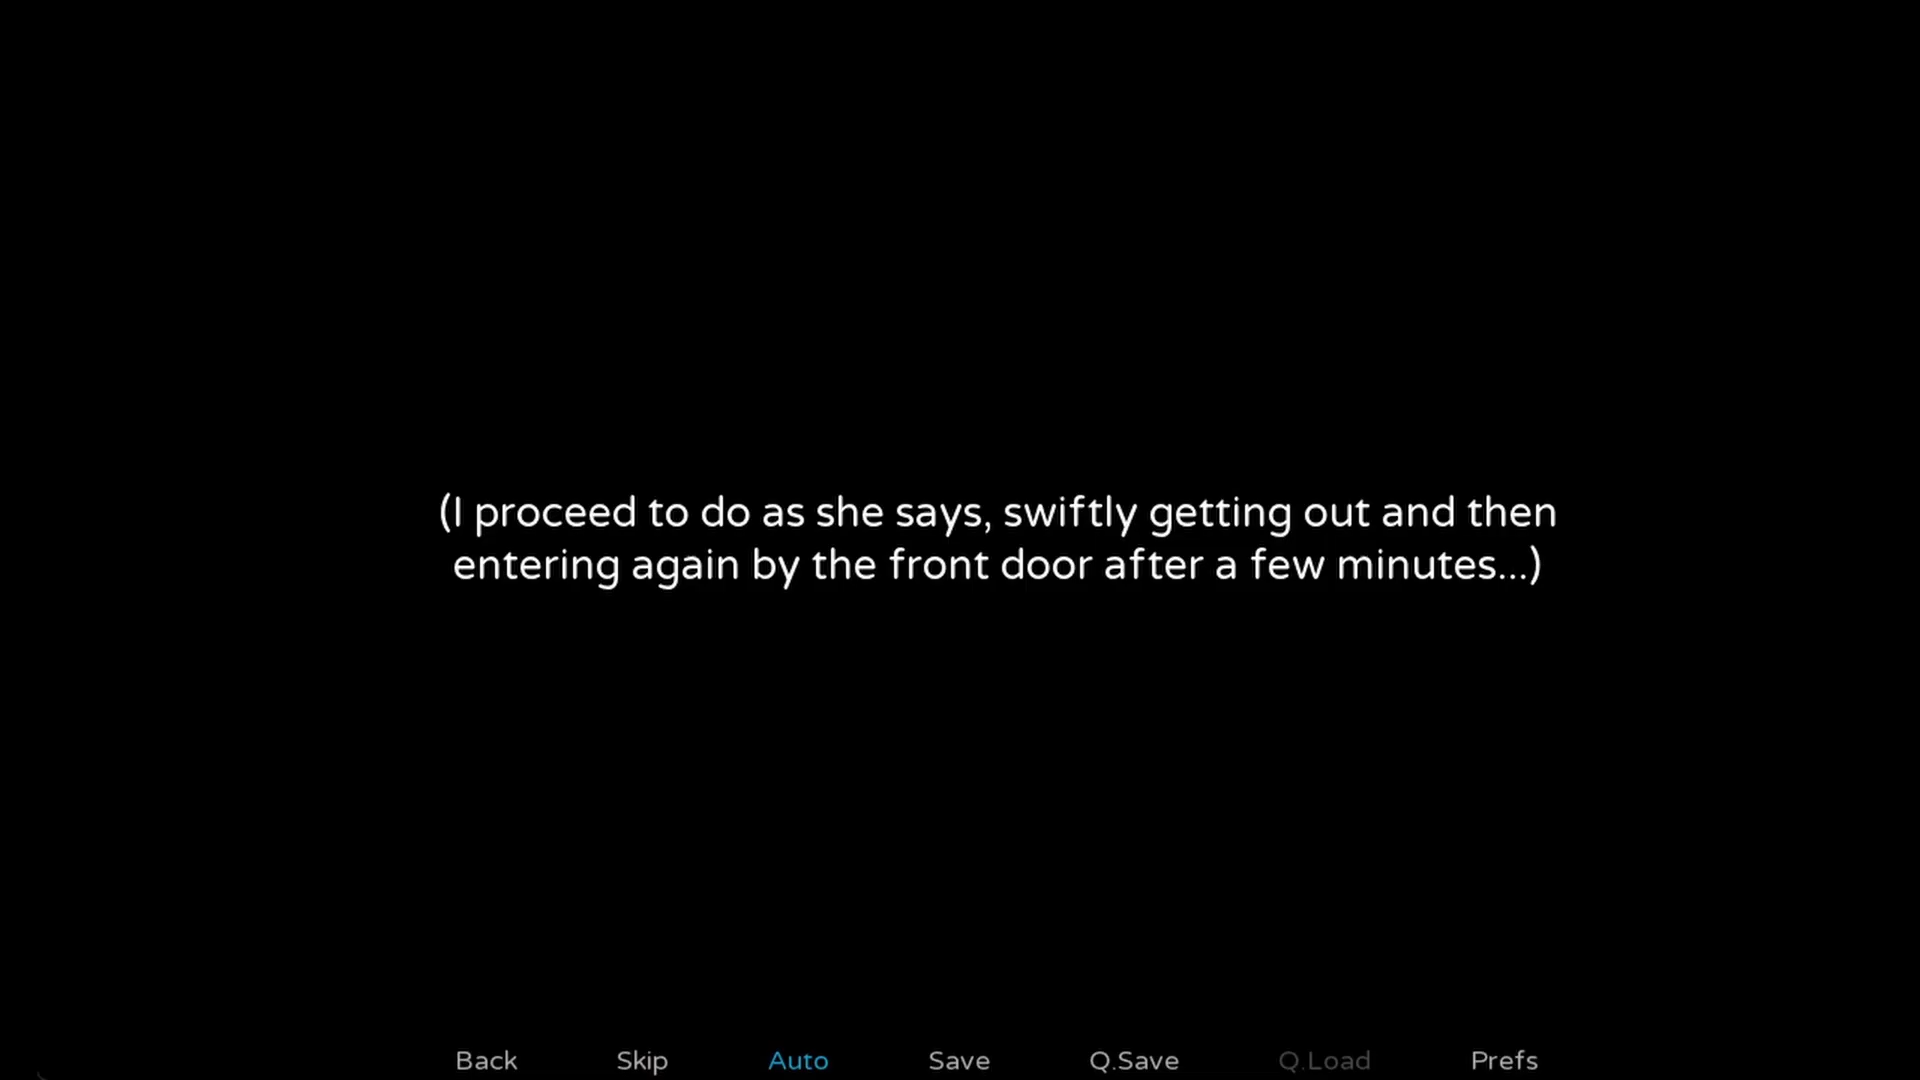 (I proceed to do as she says, swiftly getting out and then
entering again by the front door after a few minutes...)
Back Skip Auto Save Q.Save Q.Load Prefs